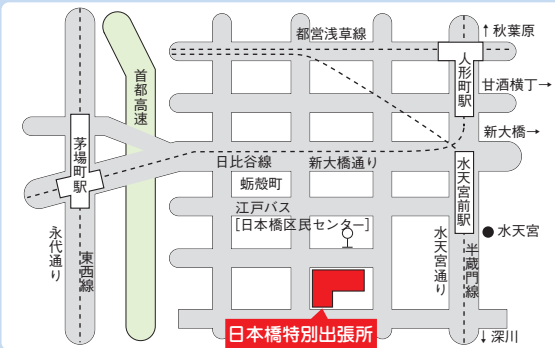 都営浅草線
↑秋葉原
人形町駅
甘酒横丁→
首都高速
新大橋→
茅場町駅
日比谷線
新大橋通り
水天宮前駅
蛎殻町
江戸バス
[日本橋区民センター]
水天宮
永代通り
東西線
水天宮通り
半蔵門線
日本橋特別出張所
↓深川